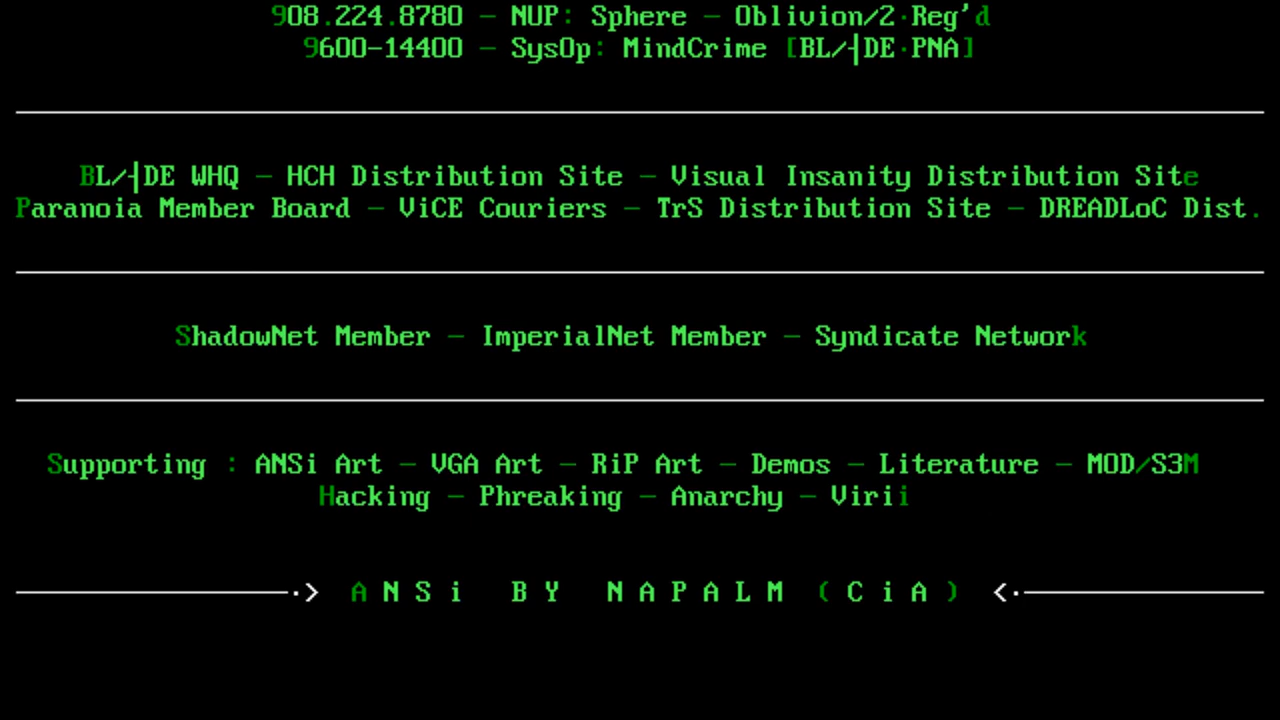 908.224.8780 - NUP: Sphere - Oblivion/2·Reg'd
9600-14400 - SysOp: MindCrime [BL/┤DE·PNA]
BL/┤DE WHQ - HCH Distribution Site - Visual Insanity Distribution Site
Paranoia Member Board - ViCE Couriers - TrS Distribution Site - DREADLoC Dist.
ShadowNet Member - ImperialNet Member - Syndicate Network
Supporting : ANSi Art - VGA Art - RiP Art - Demos - Literature - MOD/S3M
Hacking - Phreaking - Anarchy - Virii
·> A N S i B Y N A P A L M ( C i A ) <·